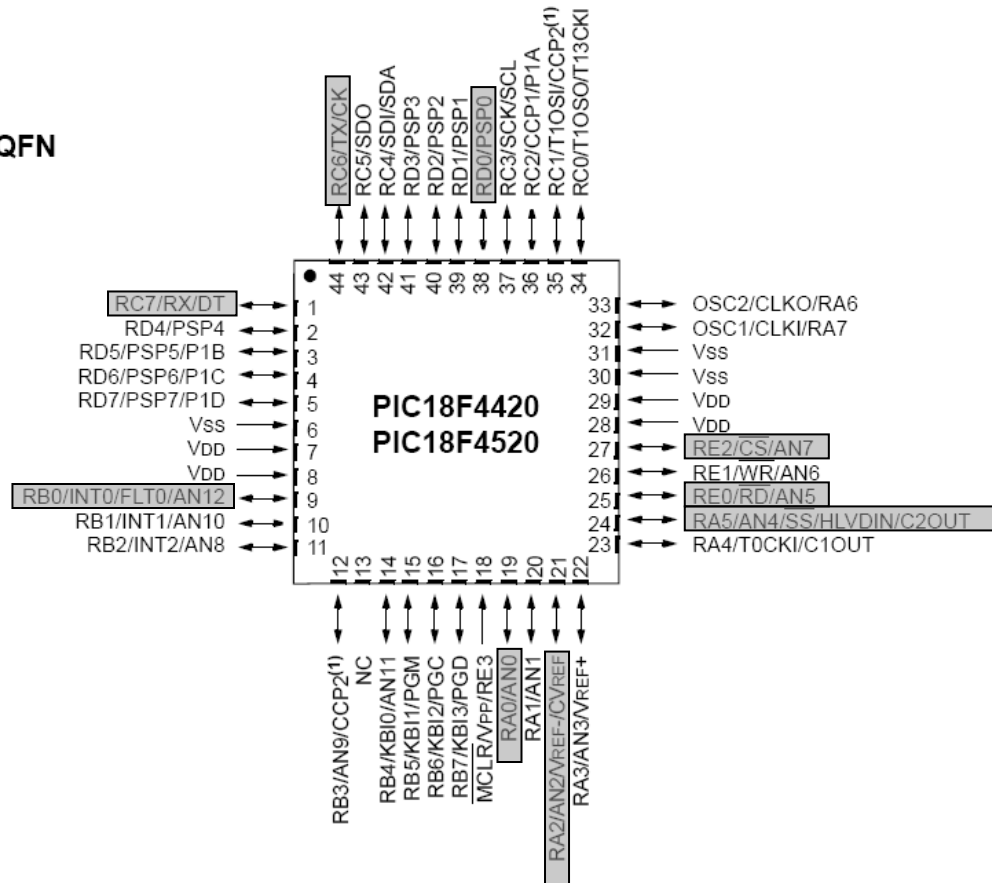 QFN
RC6/TX/CK
RC5/SDO
RC4/SDI/SDA
RD3/PSP3
RD2/PSP2
RD1/PSP1
RD0/PSP0
RC3/SCK/SCL
RC2/CCP1/P1A
RC1/T1OSI/CCP2(1)
RC0/T1OSO/T13CKI
44 43 42 41 40 39 38 37 36 35 34
RC7/RX/DT 1
RD4/PSP4 2
RD5/PSP5/P1B 3
RD6/PSP6/P1C 4
RD7/PSP7/P1D 5
VSS 6
VDD 7
VDD 8
RB0/INT0/FLT0/AN12 9
RB1/INT1/AN10 10
RB2/INT2/AN8 11
PIC18F4420
PIC18F4520
33 OSC2/CLKO/RA6
32 OSC1/CLKI/RA7
31 VSS
30 VSS
29 VDD
28 VDD
27 RE2/CS/AN7
26 RE1/WR/AN6
25 RE0/RD/AN5
24 RA5/AN4/SS/HLVDIN/C2OUT
23 RA4/T0CKI/C1OUT
12 13 14 15 16 17 18 19 20 21 22
RB3/AN9/CCP2(1)
NC
RB4/KBI0/AN11
RB5/KBI1/PGM
RB6/KBI2/PGC
RB7/KBI3/PGD
MCLR/VPP/RE3
RA0/AN0
RA1/AN1
RA2/AN2/VREF-/CVREF
RA3/AN3/VREF+